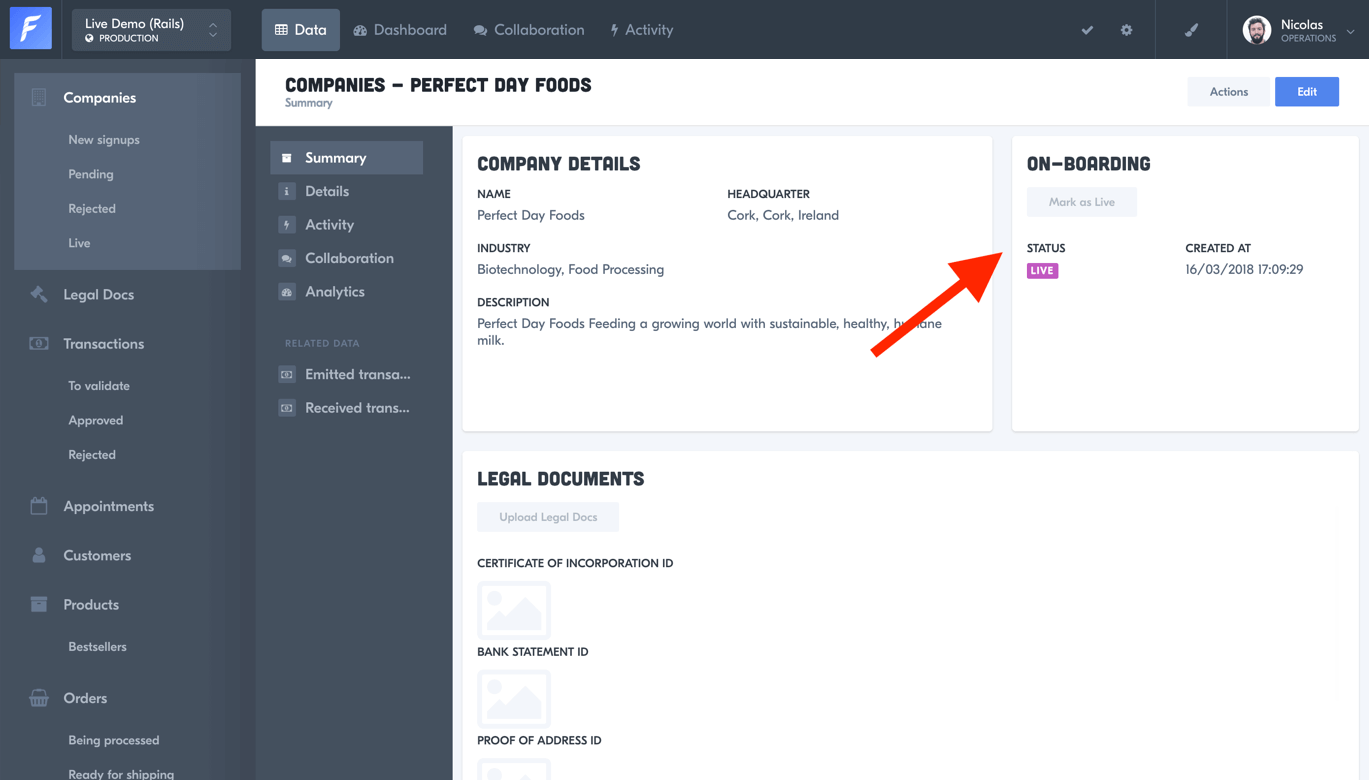 Live Demo (Rails)
PRODUCTION
Data
Dashboard
Collaboration
Activity
Nicolas
OPERATIONS
Companies
New signups
Pending
Rejected
Live
Legal Docs
Transactions
To validate
Approved
Rejected
Appointments
Customers
Products
Bestsellers
Orders
Being processed
Ready for shipping
COMPANIES - PERFECT DAY FOODS
Summary
Actions
Edit
Summary
Details
Activity
Collaboration
Analytics
RELATED DATA
Emitted transa...
Received trans...
COMPANY DETAILS
NAME
Perfect Day Foods
HEADQUARTER
Cork, Cork, Ireland
INDUSTRY
Biotechnology, Food Processing
DESCRIPTION
Perfect Day Foods Feeding a growing world with sustainable, healthy, humane
milk.
ON-BOARDING
Mark as Live
STATUS
LIVE
CREATED AT
16/03/2018 17:09:29
LEGAL DOCUMENTS
Upload Legal Docs
CERTIFICATE OF INCORPORATION ID
BANK STATEMENT ID
PROOF OF ADDRESS ID